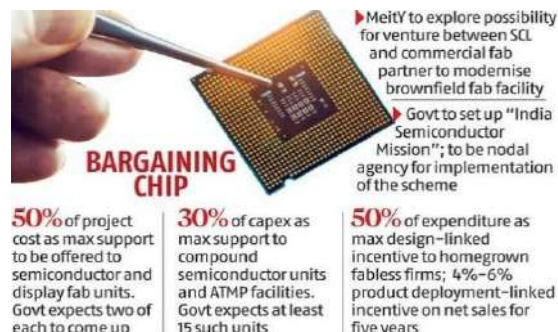 ▶MeitY to explore possibility
for venture between SCL
and commercial fab
partner to modernise
brownfield fab facility
▶ Govt to set up "India
Semiconductor
Mission"; to be nodal
agency for implementation
of the scheme
BARGAINING
CHIP
50% of project
cost as max support
to be offered to
semiconductor and
display fab units.
Govt expects two of
each to come up
30% of capex as
max support to
compound
semiconductor units
and ATMP facilities.
Govt expects at least
15 such units
50% of expenditure as
max design-linked
incentive to homegrown
fabless firms; 4%-6%
product deployment-linked
incentive on net sales for
five years